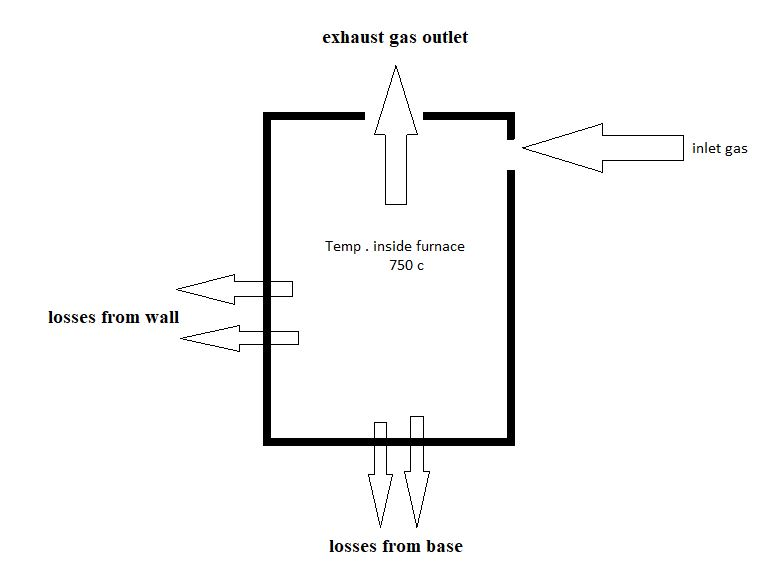 exhaust gas outlet
inlet gas
Temp . inside furnace
750 c
losses from wall
losses from base